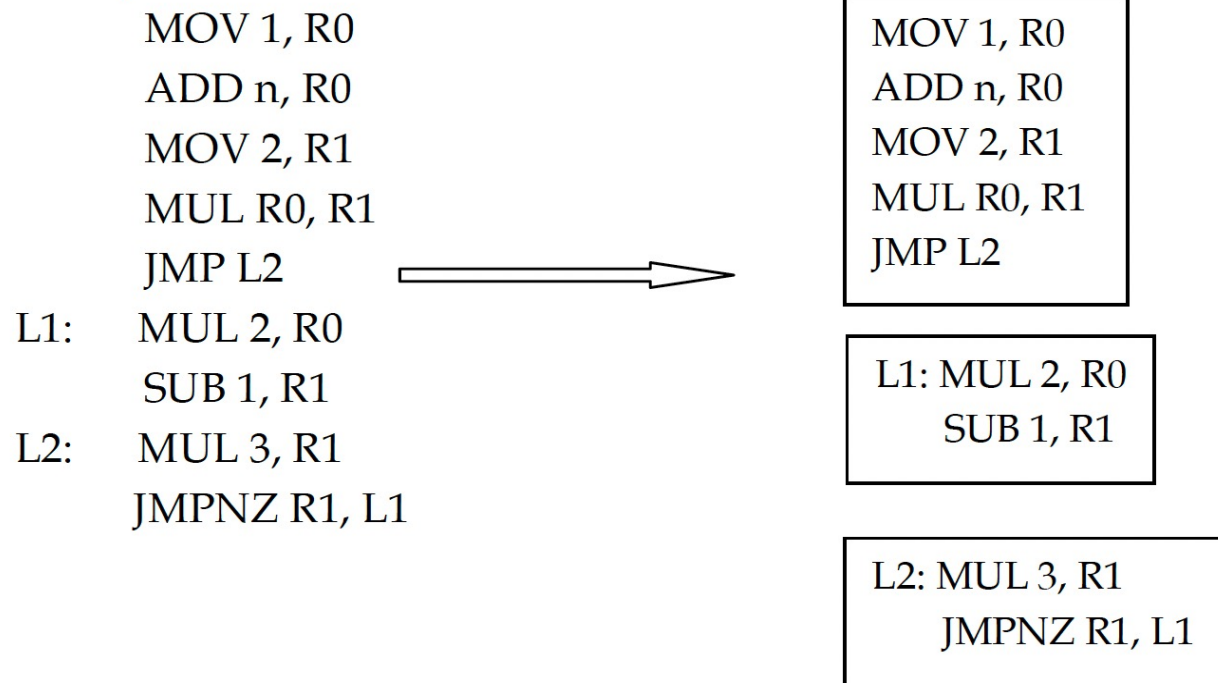 MOV 1, R0
ADD n, R0
MOV 2, R1
MUL R0, R1
JMP L2
L1: MUL 2, R0
SUB 1, R1
L2: MUL 3, R1
JMPNZ R1, L1
MOV 1, R0
ADD n, R0
MOV 2, R1
MUL R0, R1
JMP L2
L1: MUL 2, R0
SUB 1, R1
L2: MUL 3, R1
JMPNZ R1, L1